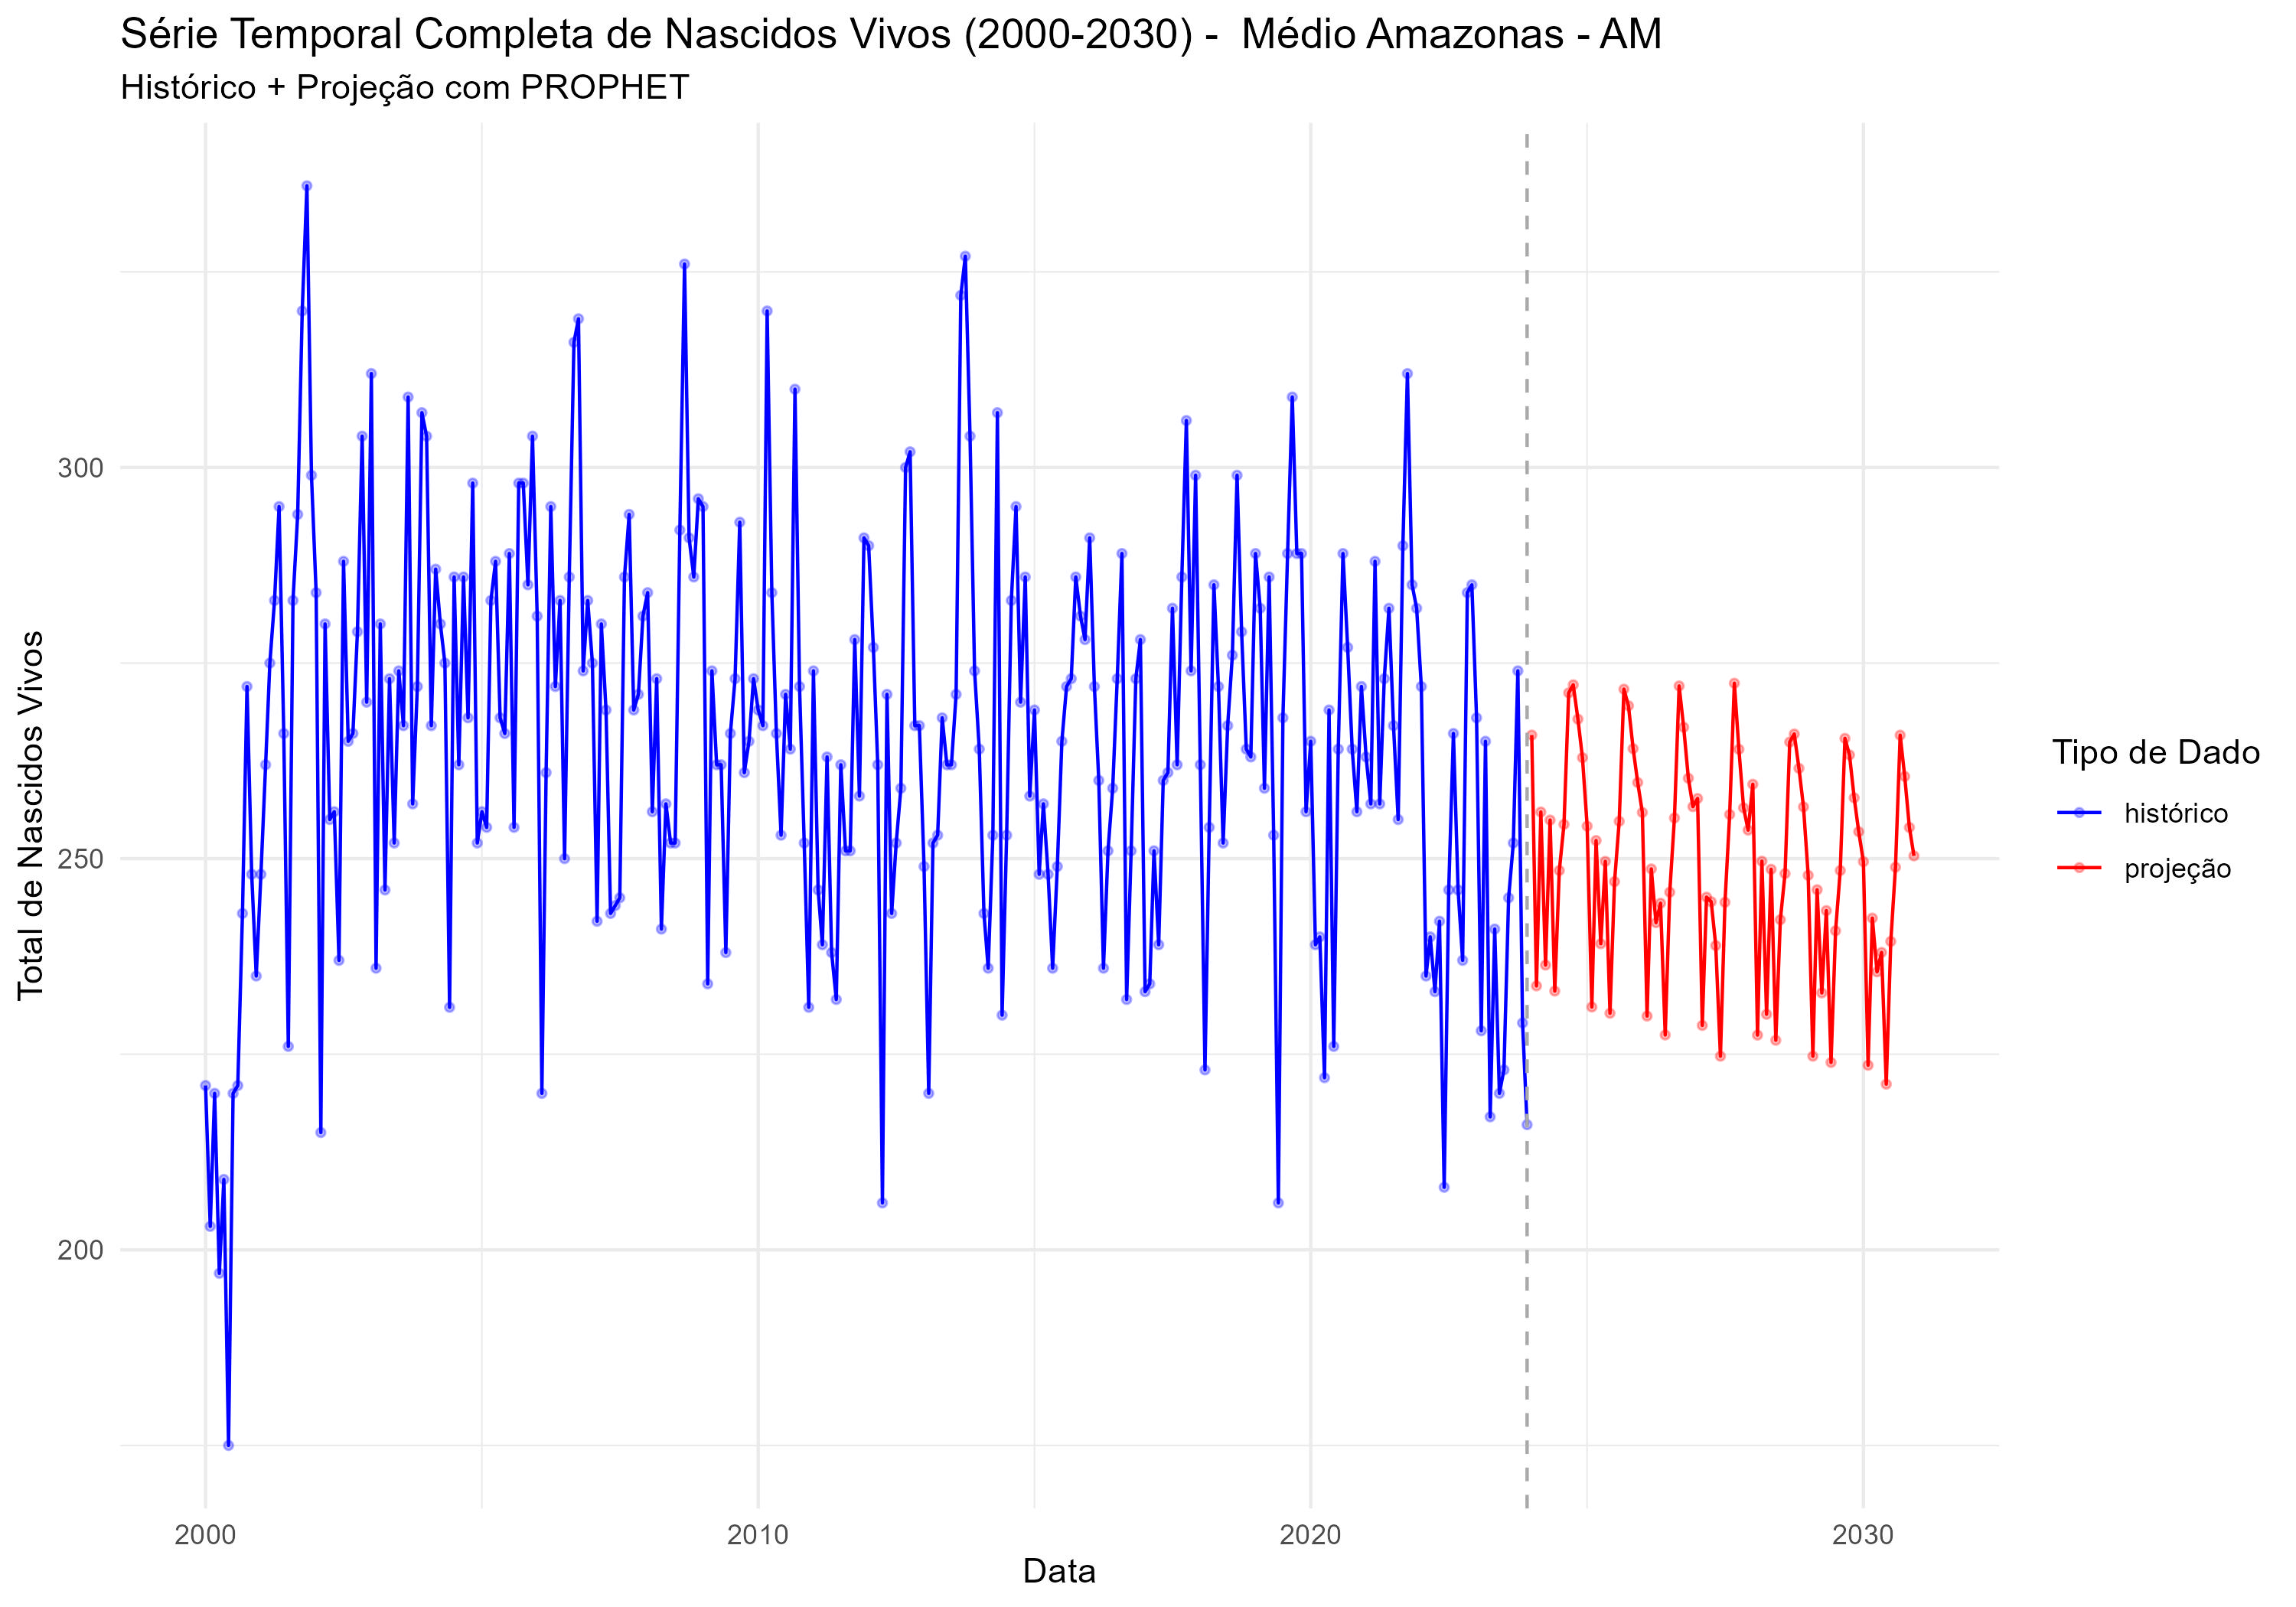 Série Temporal Completa de Nascidos Vivos (2000-2030) -  Médio Amazonas - AM
Histórico + Projeção com PROPHET
Total de Nascidos Vivos
300
250
200
2000
2010
2020
2030
Data
Tipo de Dado
histórico
projeção